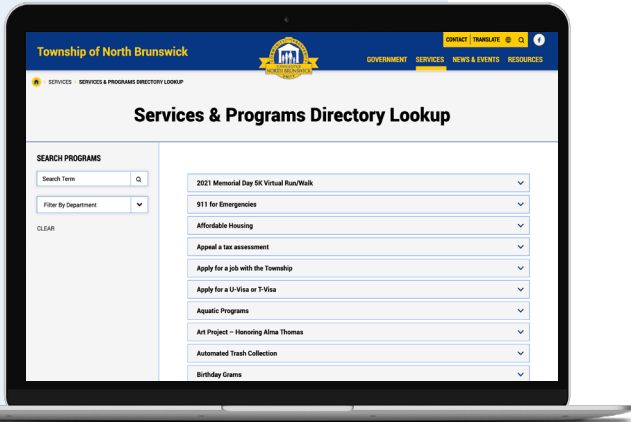 CONTACT TRANSLATE
Township of North Brunswick
GOVERNMENT SERVICES NEWS & EVENTS RESOURCES
NORTH BRUNSWICK
SERVICES SERVICES & PROGRAMS DIRECTORY LOOKUP
Services & Programs Directory Lookup
SEARCH PROGRAMS
Search Term
Filter By Department
CLEAR
2021 Memorial Day 5K Virtual Run/Walk
911 for Emergencies
Affordable Housing
Appeal a tax assessment
Apply for a job with the Township
Apply for a U-Visa or T-Visa
Aquatic Programs
Art Project – Honoring Alma Thomas
Automated Trash Collection
Birthday Grams